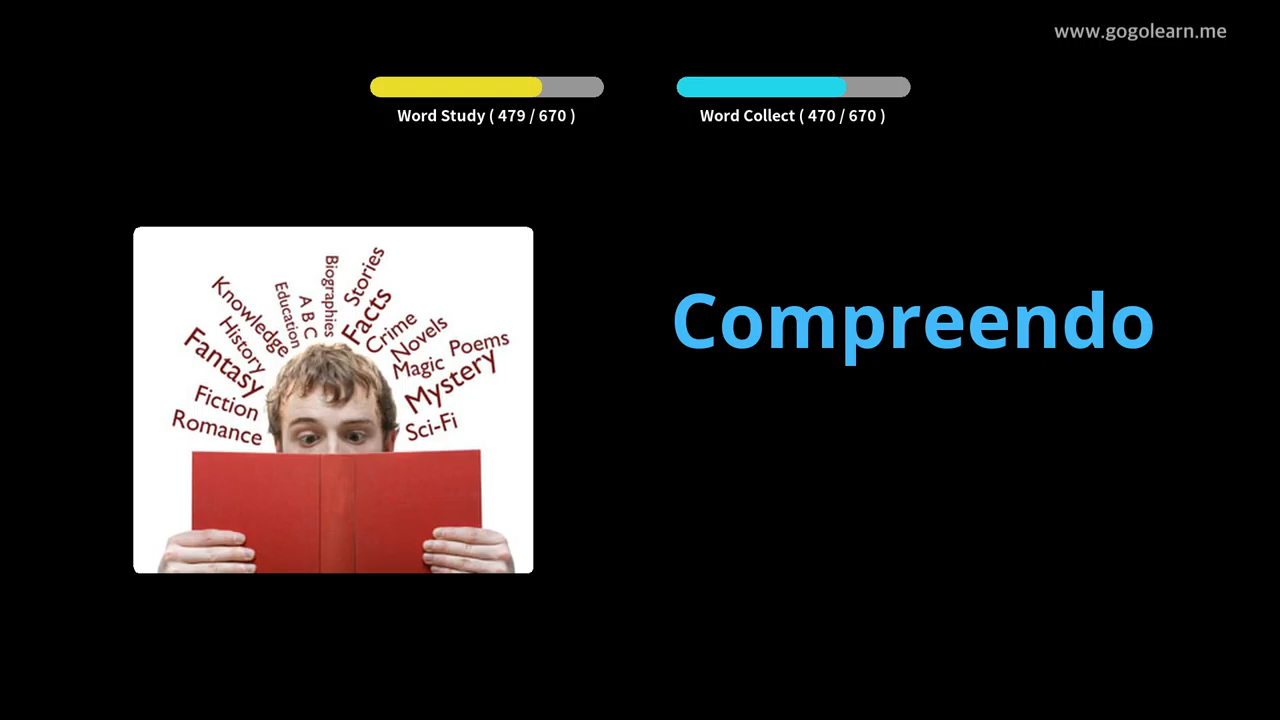 www.gogolearn.me
Word Study ( 479 / 670 )
Word Collect ( 470 / 670 )
Compreendo
Biographies
Stories
Education
A B C
Facts
Knowledge
Crime
History
Novels
Fantasy
Magic
Poems
Mystery
Fiction
Romance
Sci-Fi